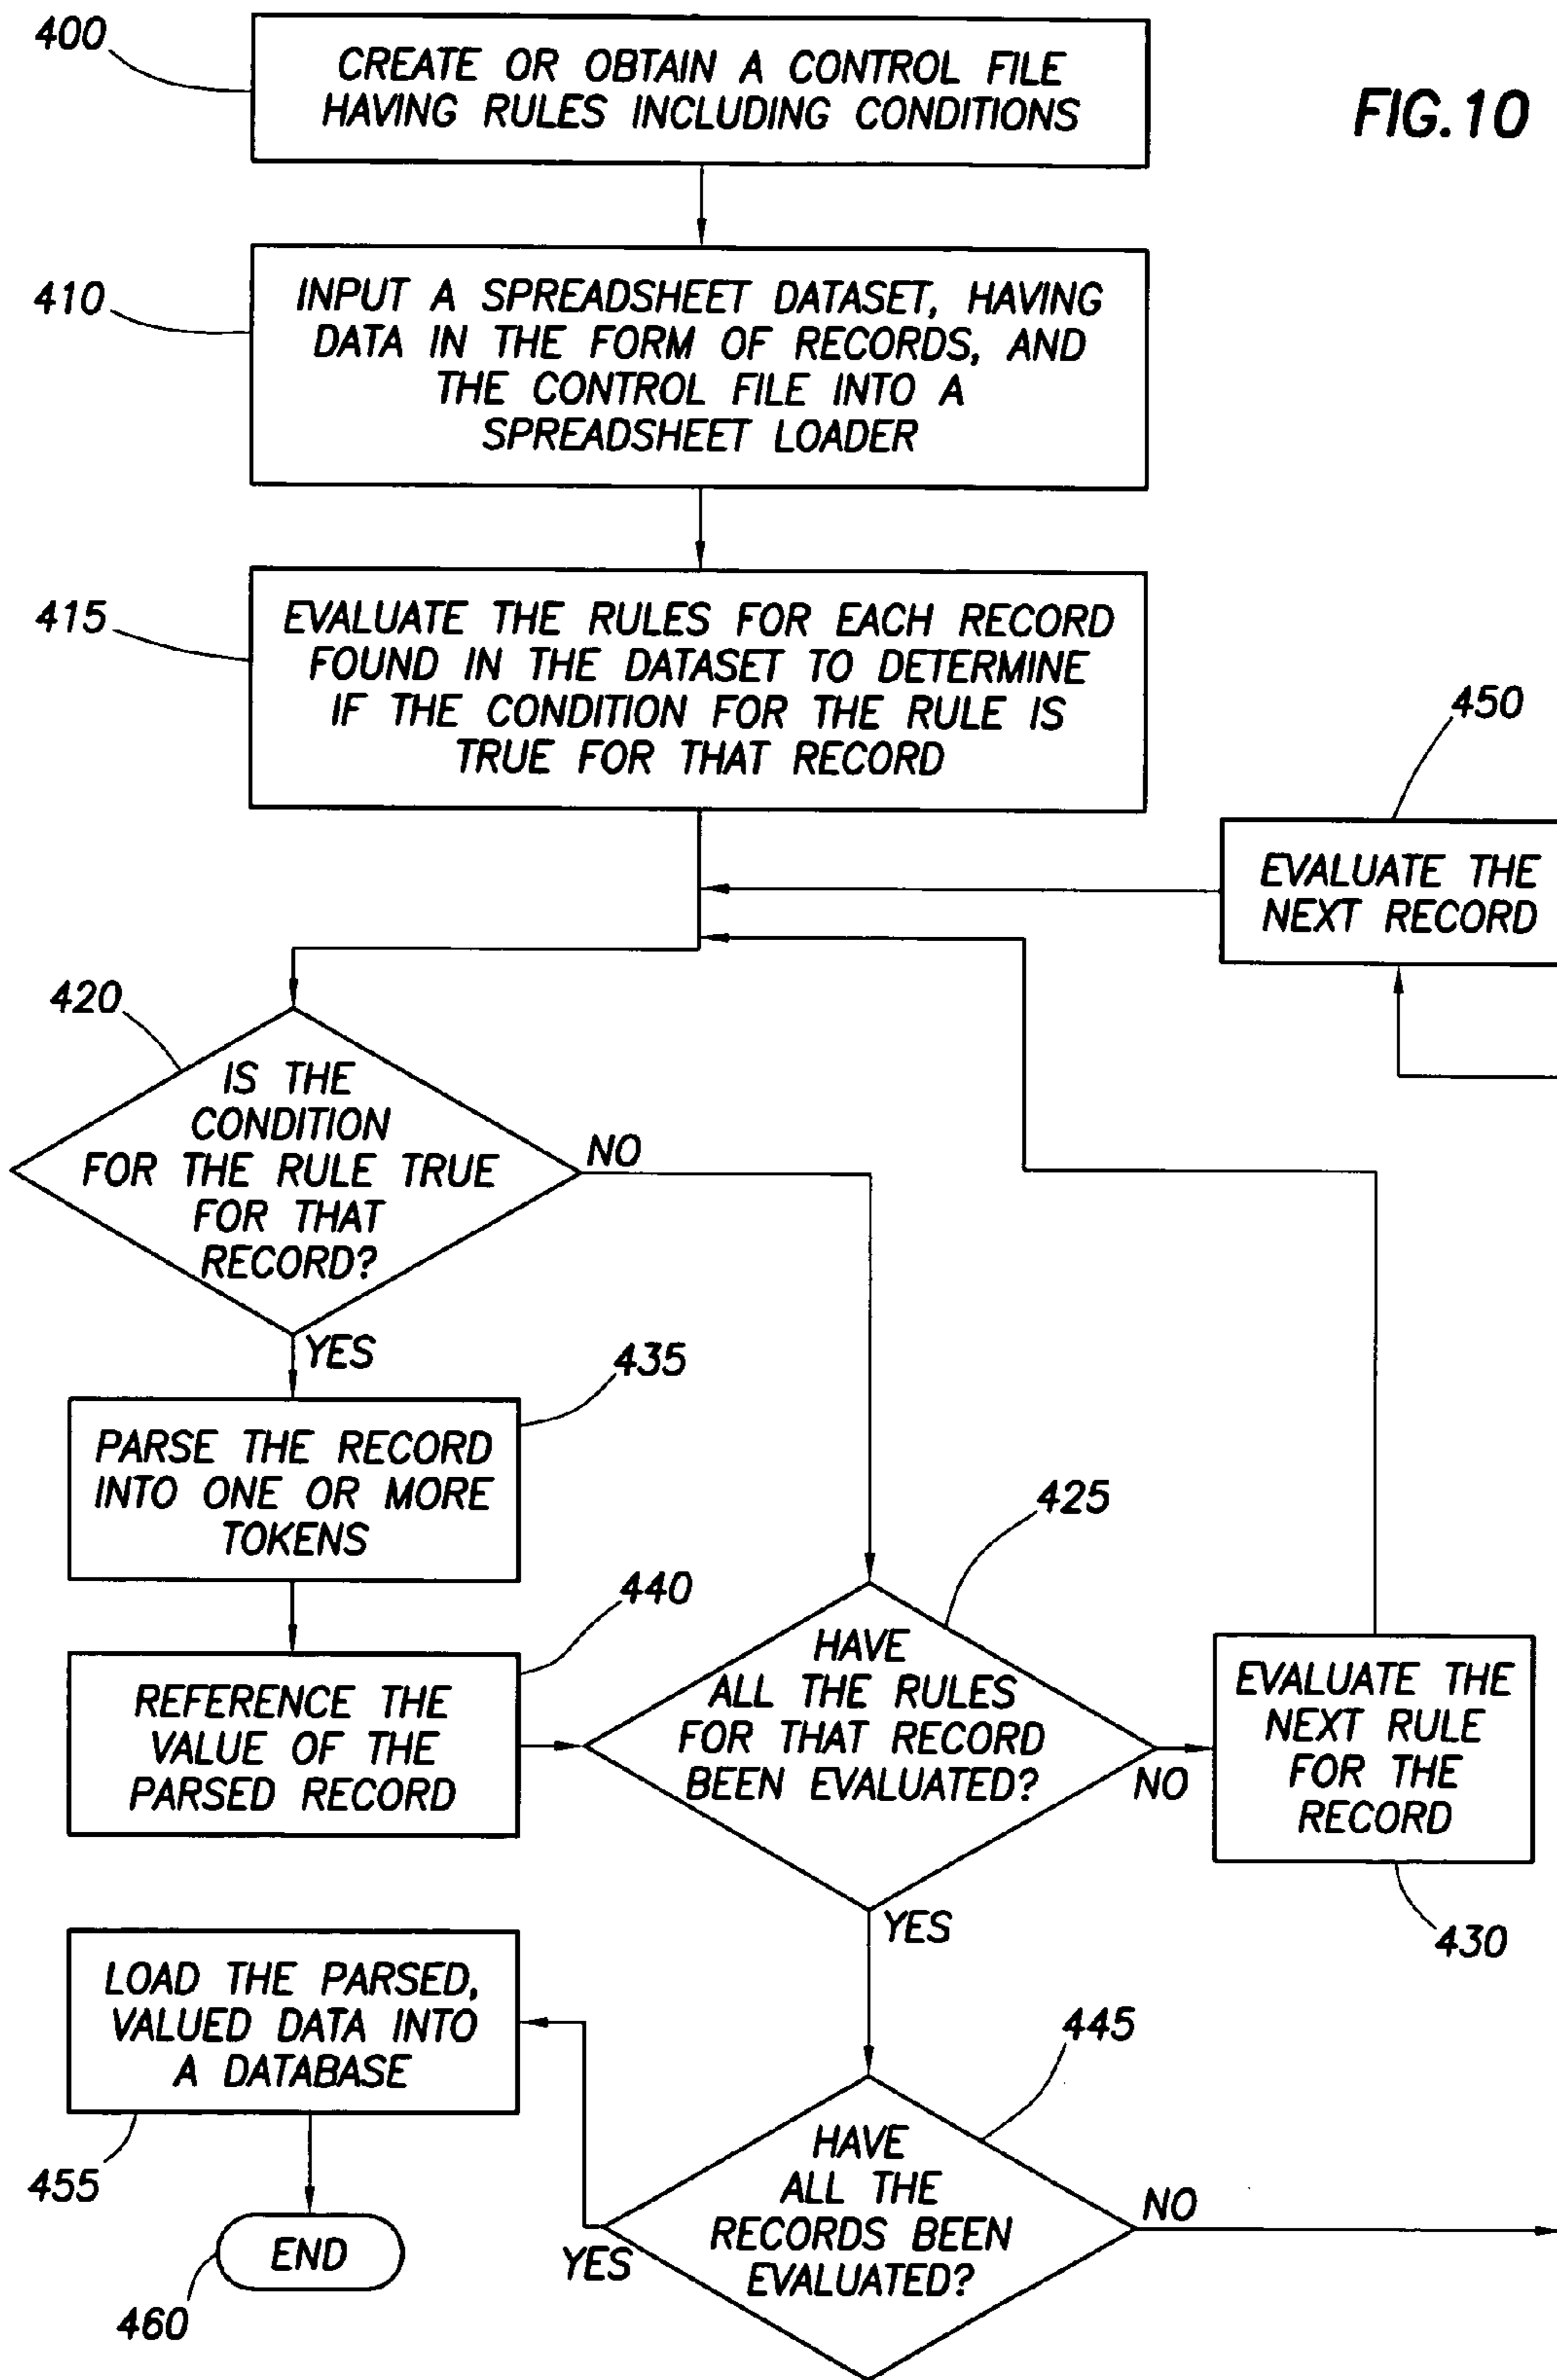 400
CREATE OR OBTAIN A CONTROL FILE
HAVING RULES INCLUDING CONDITIONS
FIG.10
410
INPUT A SPREADSHEET DATASET, HAVING
DATA IN THE FORM OF RECORDS, AND
THE CONTROL FILE INTO A
SPREADSHEET LOADER
415
EVALUATE THE RULES FOR EACH RECORD
FOUND IN THE DATASET TO DETERMINE
IF THE CONDITION FOR THE RULE IS
TRUE FOR THAT RECORD
450
EVALUATE THE
NEXT RECORD
420
IS THE
CONDITION
FOR THE RULE TRUE
FOR THAT
RECORD?
NO
YES
435
PARSE THE RECORD
INTO ONE OR MORE
TOKENS
440
REFERENCE THE
VALUE OF THE
PARSED RECORD
425
HAVE
ALL THE RULES
FOR THAT RECORD
BEEN EVALUATED?
NO
YES
EVALUATE THE
NEXT RULE
FOR THE
RECORD
430
LOAD THE PARSED,
VALUED DATA INTO
A DATABASE
455
END
460
445
HAVE
ALL THE
RECORDS BEEN
EVALUATED?
YES
NO